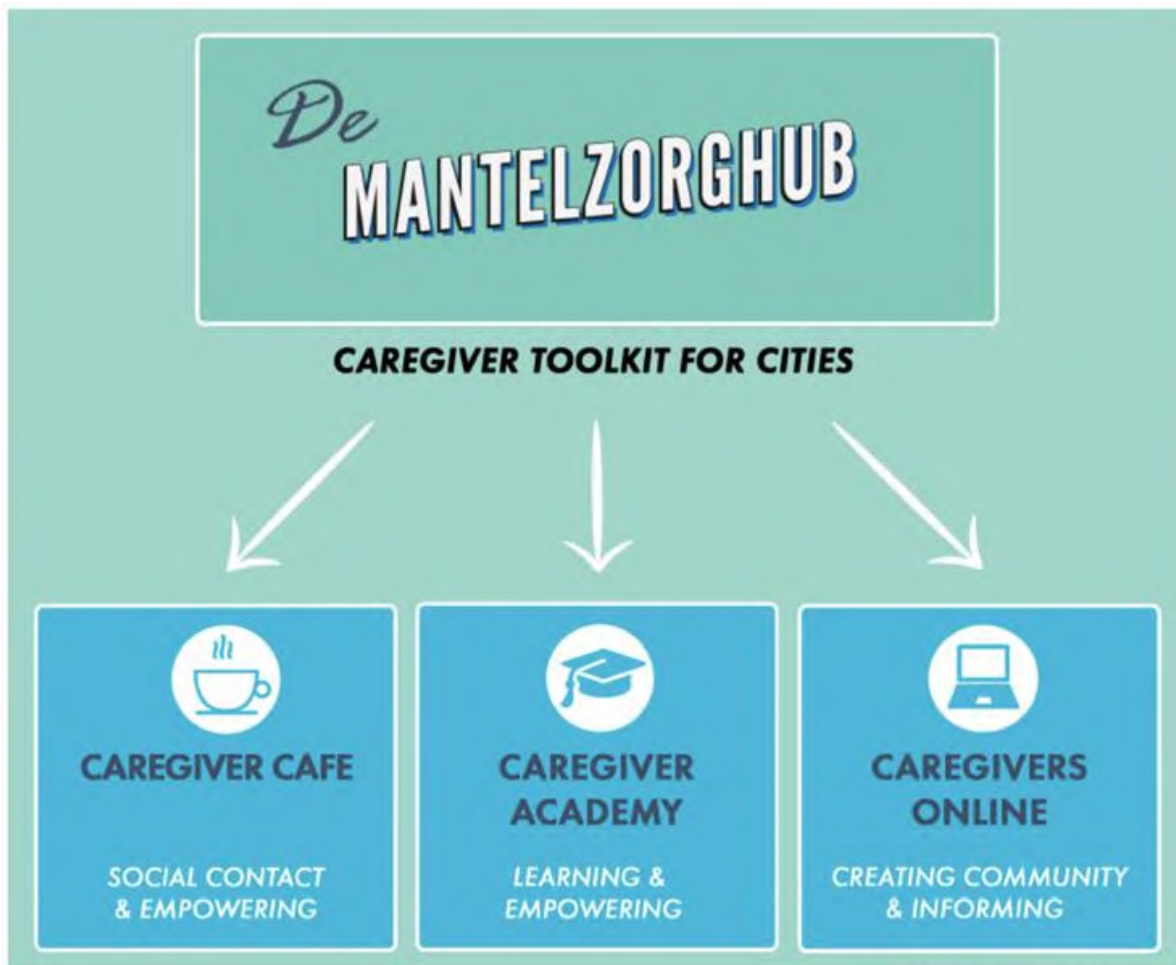 De
MANTELZORGHUB
CAREGIVER TOOLKIT FOR CITIES
CAREGIVER CAFE
SOCIAL CONTACT
& EMPOWERING
CAREGIVER
ACADEMY
LEARNING &
EMPOWERING
CAREGIVERS
ONLINE
CREATING COMMUNITY
& INFORMING